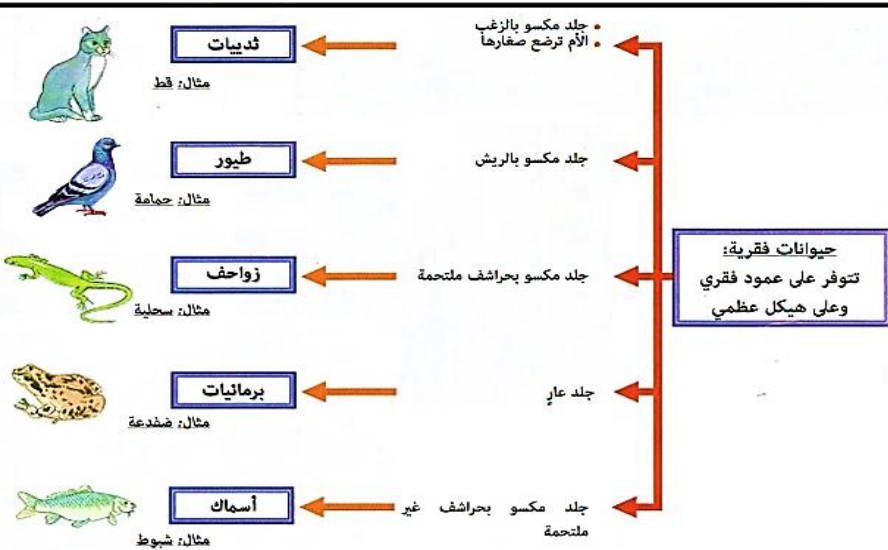 جلد مكسو بالزغب
الأم ترضع صغارها
ثدييات
مثال: قط
جلد مكسو بالريش
طيور
مثال: حمامة
حيوانات فقرية:
تتوفر على عمود فقري
وعلى هيكل عظمي
جلد مكسو بحراشف ملتحمة
زواحف
مثال: سحلية
جلد عارٍ
برمائيات
مثال: ضفدعة
جلد مكسو بحراشف غير
ملتحمة
أسماك
مثال: شبوط